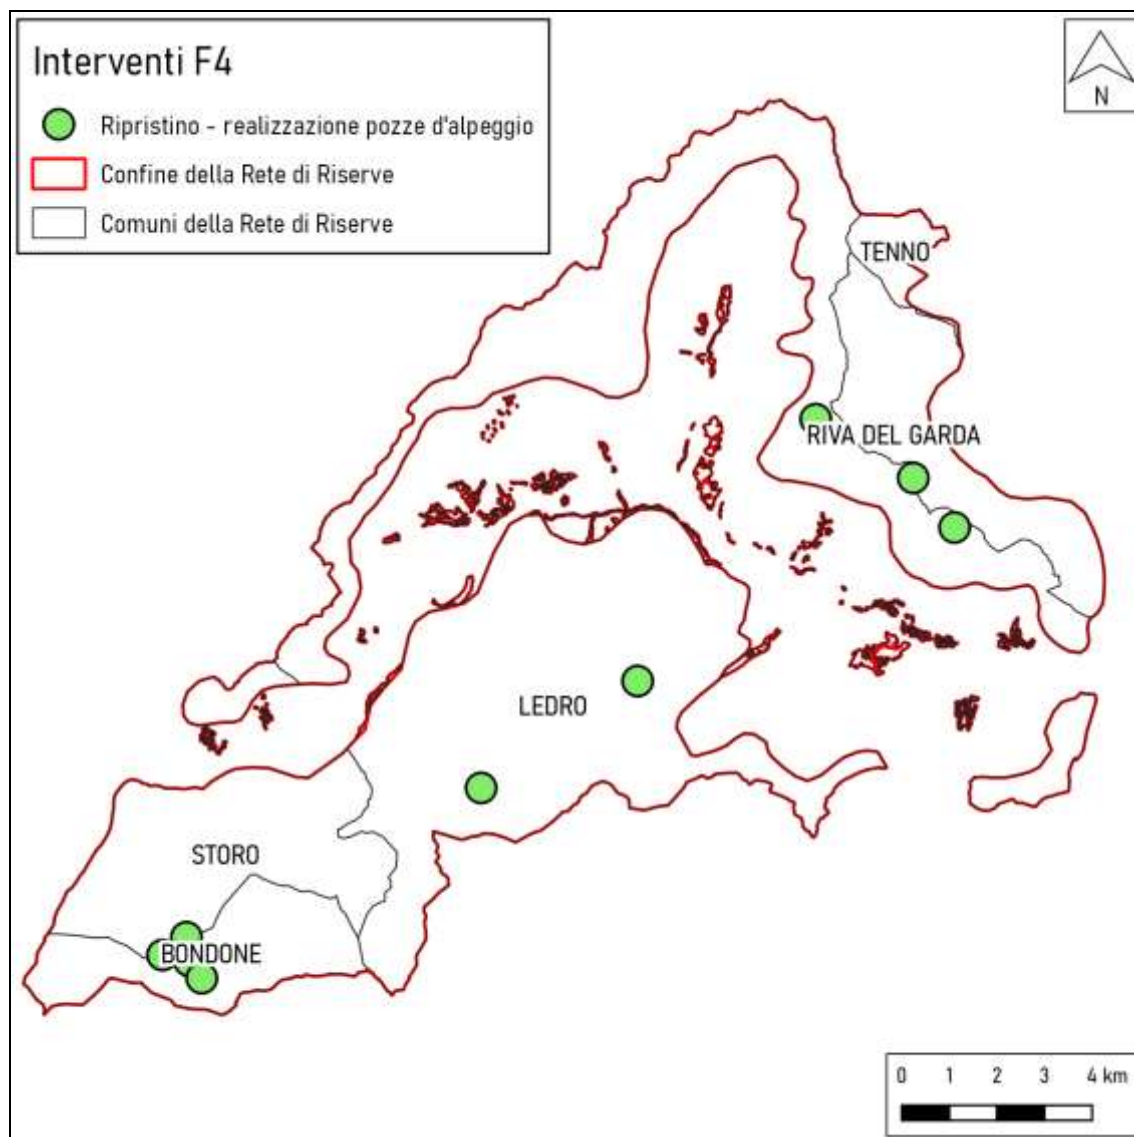 Interventi F4
Ripristino - realizzazione pozze d'alpeggio
Confine della Rete di Riserve
Comuni della Rete di Riserve
N
TENNO
RIVA DEL GARDA
LEDRO
STORO
BONDONE
0 1 2 3 4 km